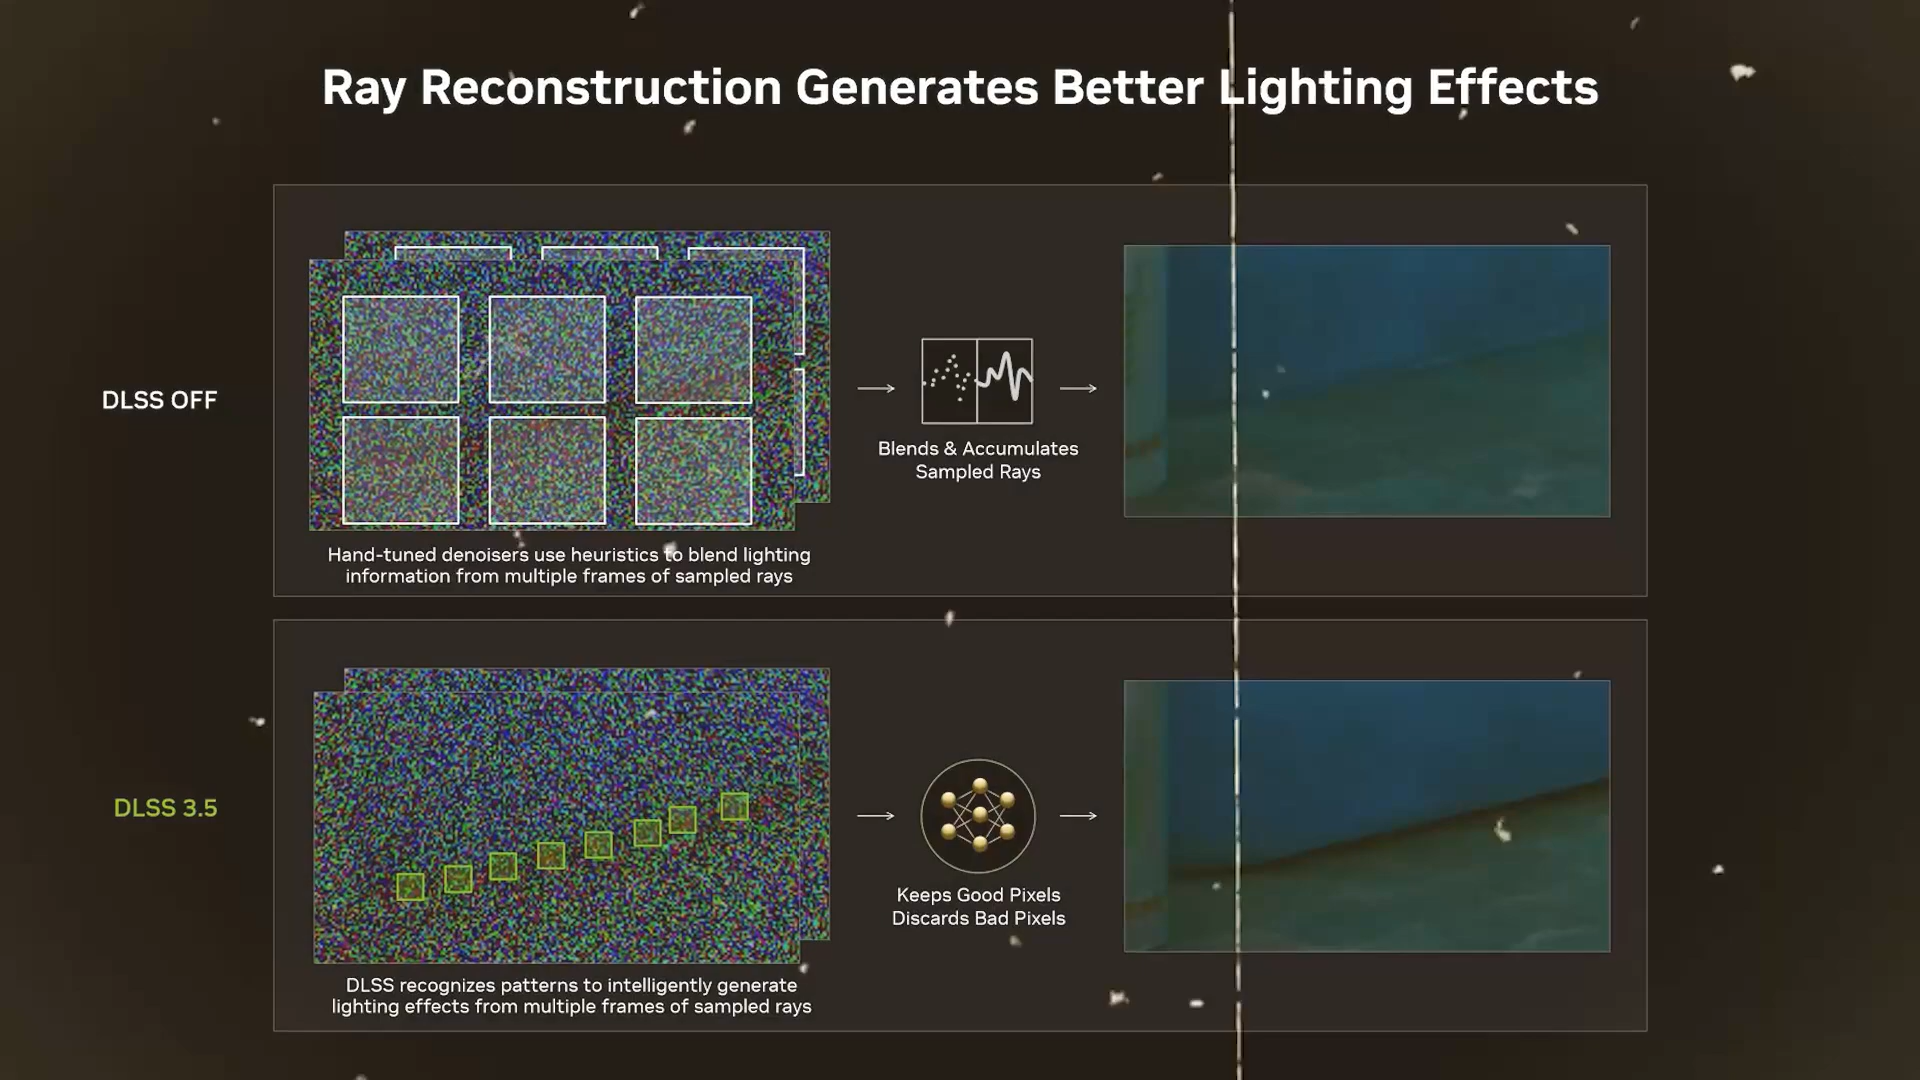 Ray Reconstruction Generates Better Lighting Effects
DLSS OFF
Hand-tuned denoisers use heuristics to blend lighting
information from multiple frames of sampled rays
Blends & Accumulates
Sampled Rays
DLSS 3.5
DLSS recognizes patterns to intelligently generate
lighting effects from multiple frames of sampled rays
Keeps Good Pixels
Discards Bad Pixels